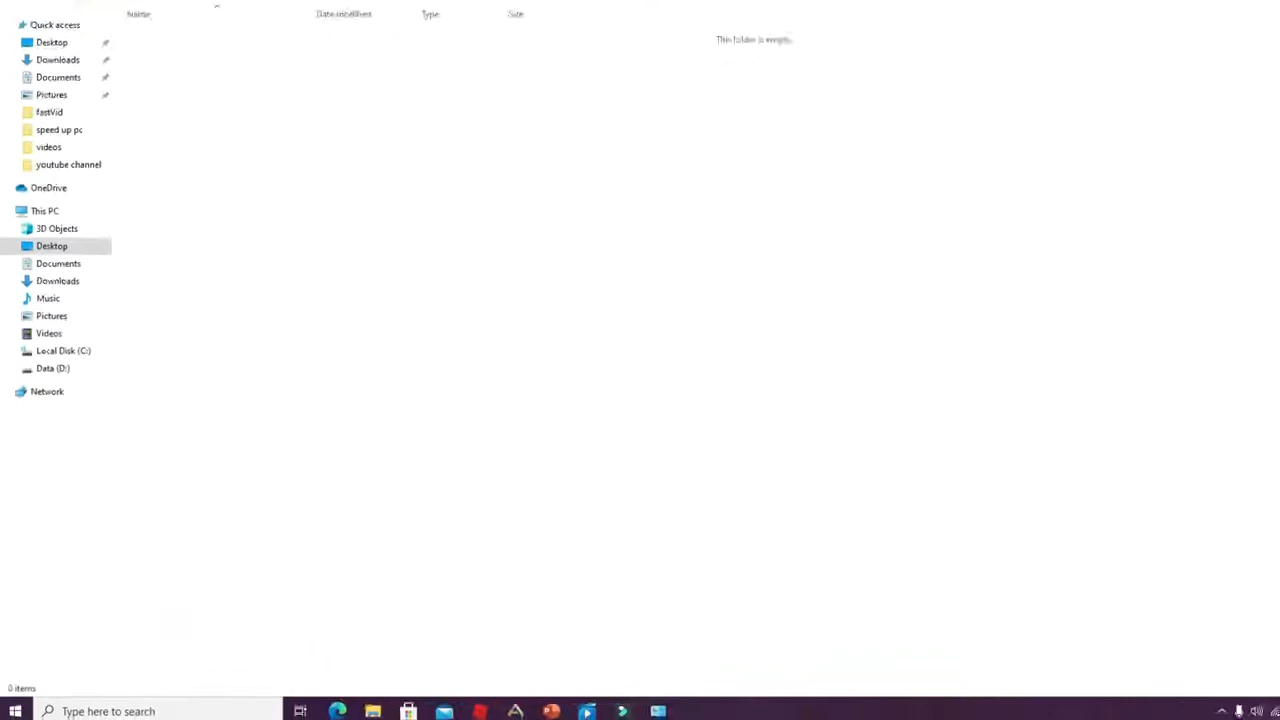 Name Date modified Type Size
This folder is empty.
Quick access
Desktop
Downloads
Documents
Pictures
fastVid
speed up pc
videos
youtube channel
OneDrive
This PC
3D Objects
Desktop
Documents
Downloads
Music
Pictures
Videos
Local Disk (C:)
Data (D:)
Network
0 items
Type here to search